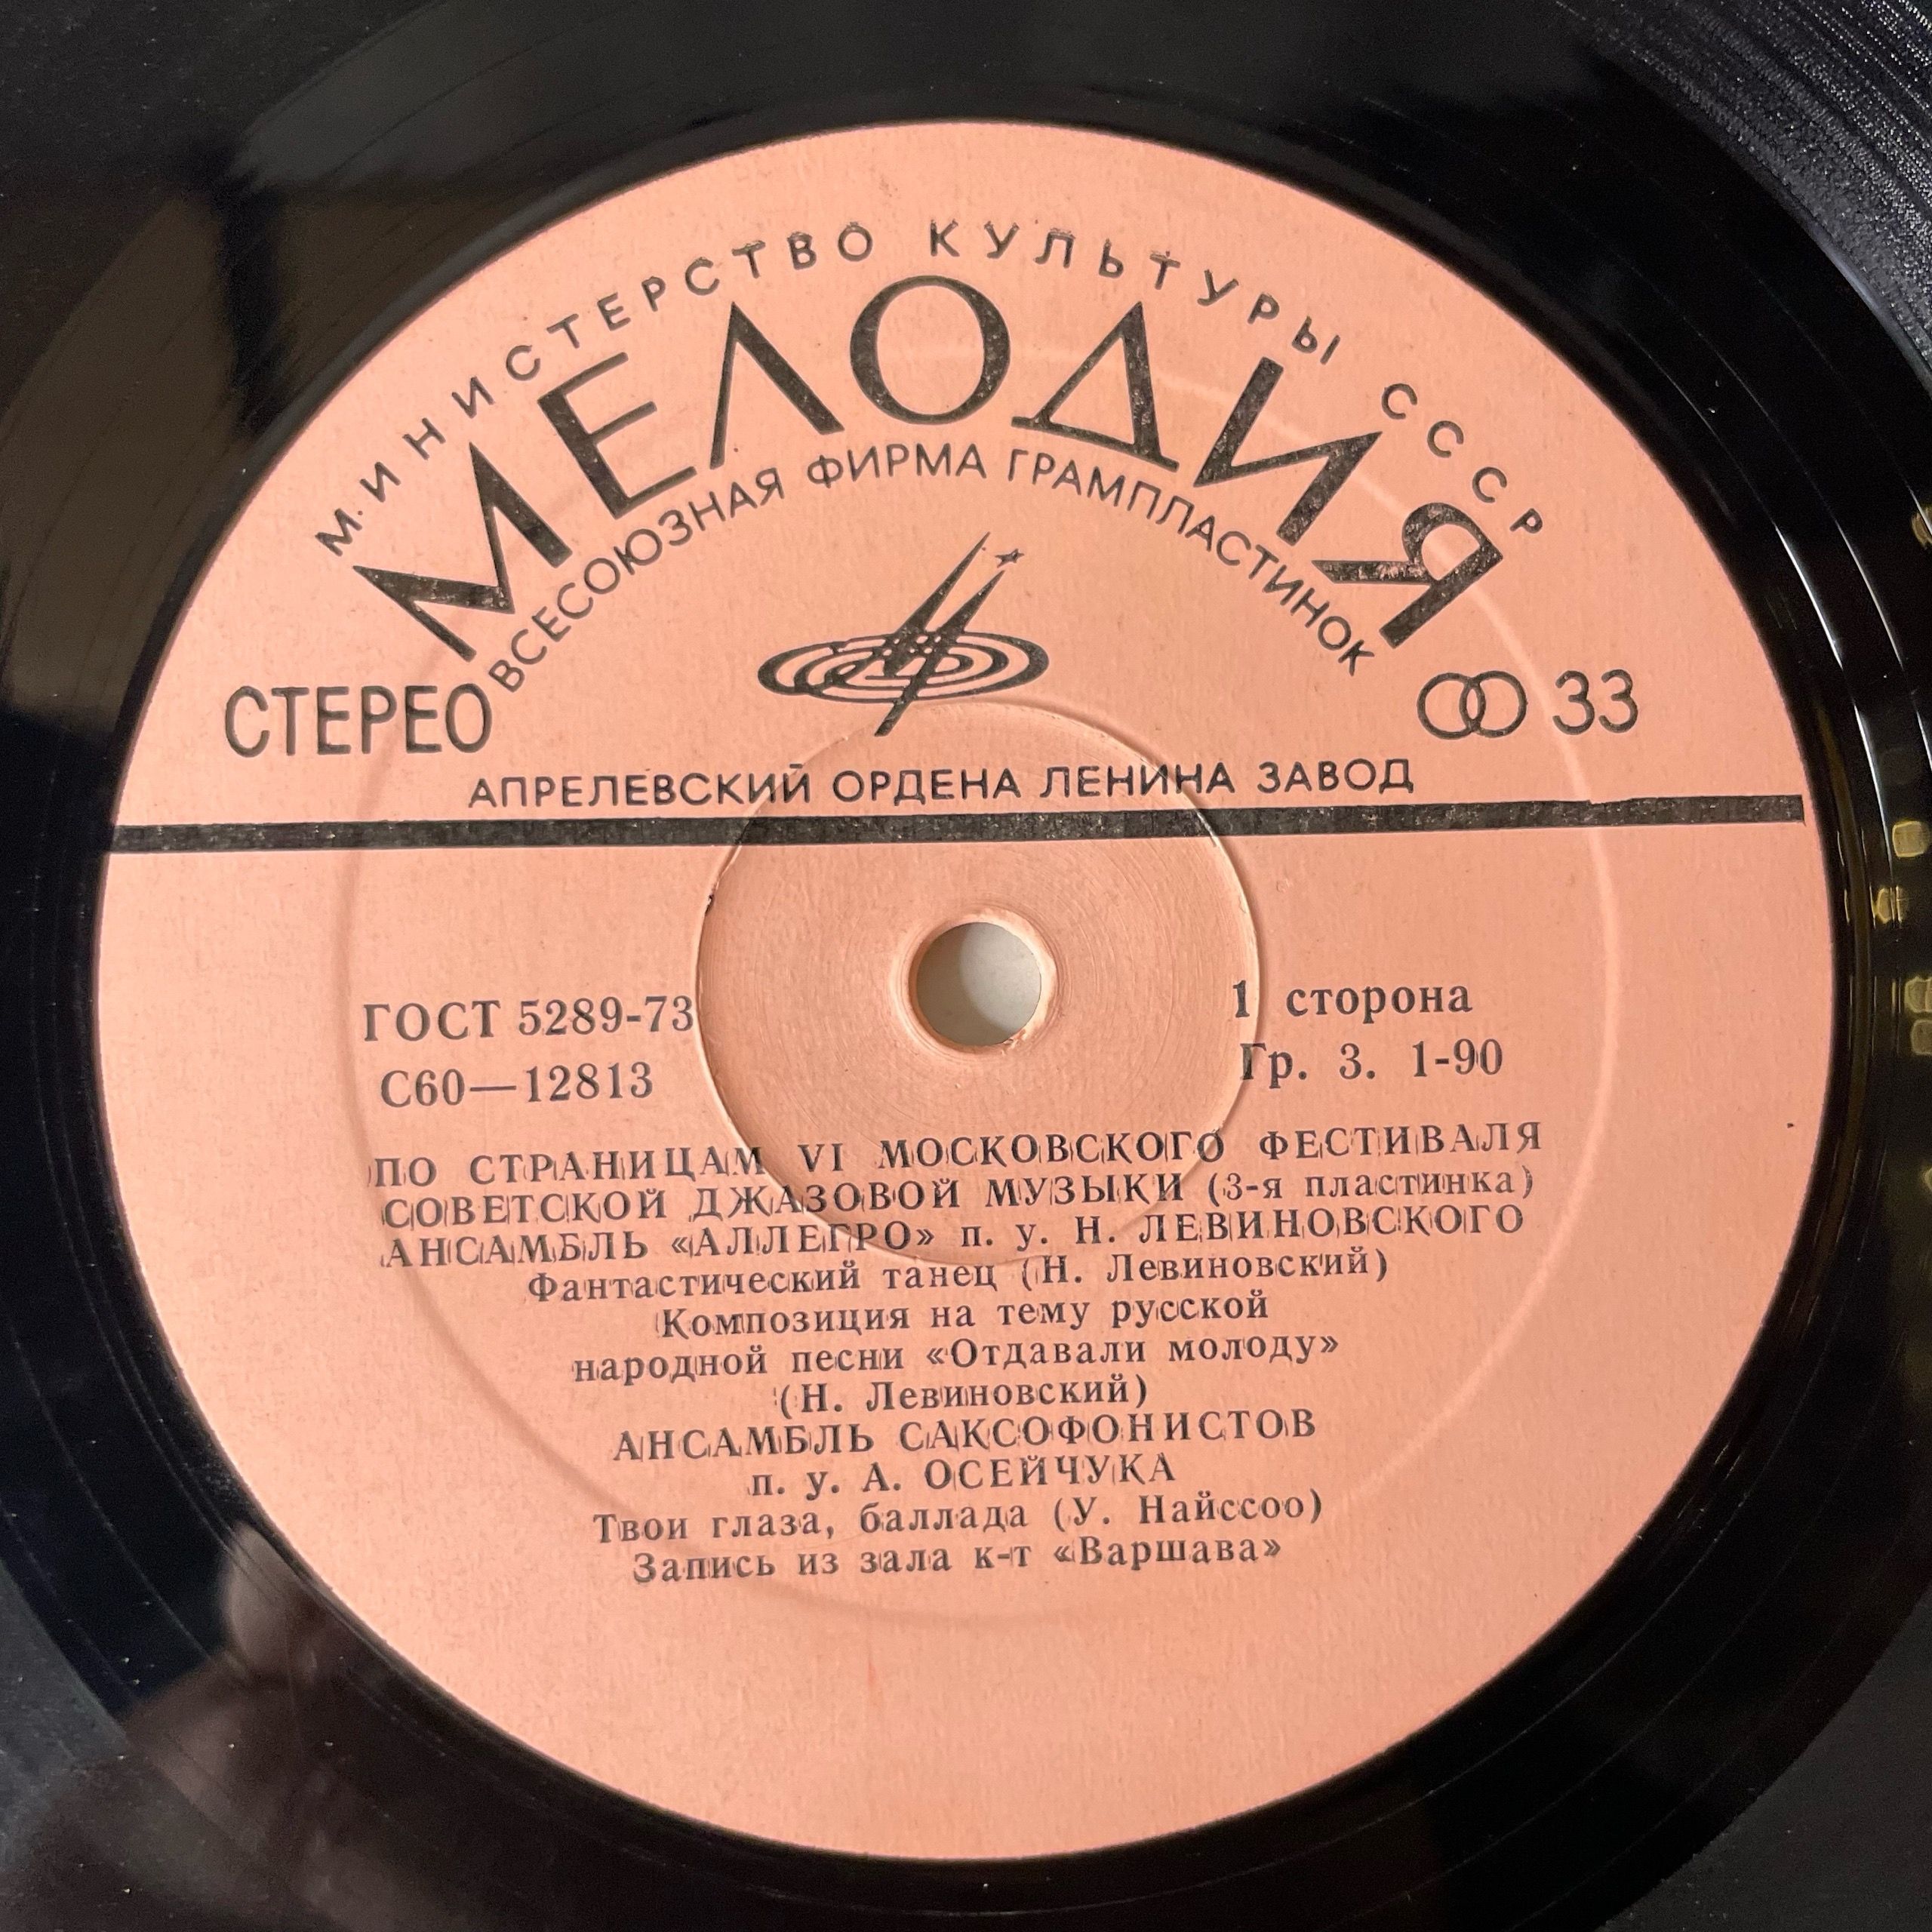 МИНИСТЕРСТВО КУЛЬТУРЫ СССР
МЕЛОДИЯ
ВСЕСОЮЗНАЯ ФИРМА ГРАМПЛАСТИНОК
СТЕРЕО
33
АПРЕЛЕВСКИЙ ОРДЕНА ЛЕНИНА ЗАВОД
ГОСТ 5289-73
С60—12813
1 сторона
Гр. 3. 1-90
ПО СТРАНИЦАМ VI МОСКОВСКОГО ФЕСТИВАЛЯ
СОВЕТСКОЙ ДЖАЗОВОЙ МУЗЫКИ (3-я пластинка)
АНСАМБЛЬ «АЛЛЕГРО» п. у. Н. ЛЕВИНОВСКОГО
Фантастический танец (Н. Левиновский)
Композиция на тему русской
народной песни «Отдавали молоду»
(Н. Левиновский)
АНСАМБЛЬ САКСОФОНИСТОВ
п. у. А. ОСЕЙЧУКА
Твои глаза, баллада (У. Найссоо)
Запись из зала к-т «Варшава»